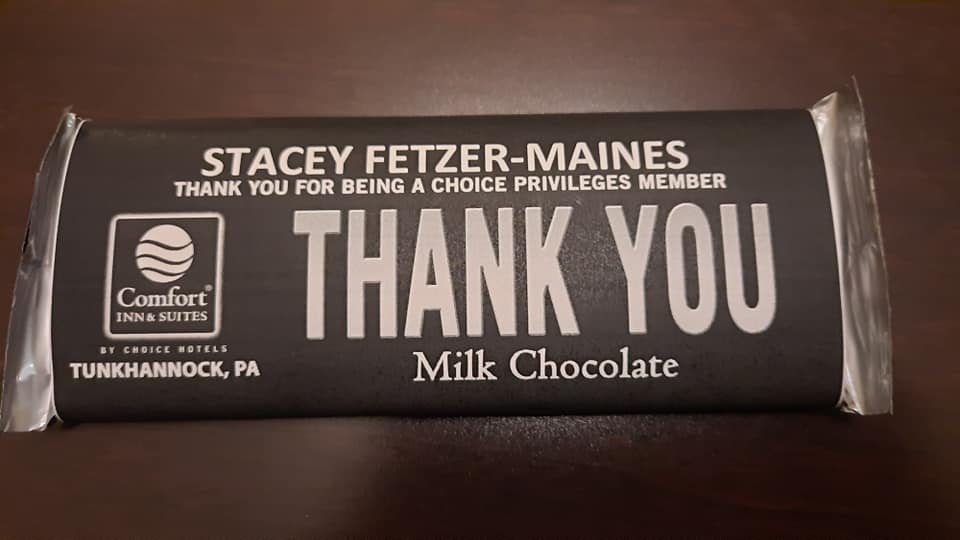 STACEY FETZER-MAINES
THANK YOU FOR BEING A CHOICE PRIVILEGES MEMBER
THANK YOU
Milk Chocolate
Comfort®
INN & SUITES
BY CHOICE HOTELS
TUNKHANNOCK, PA